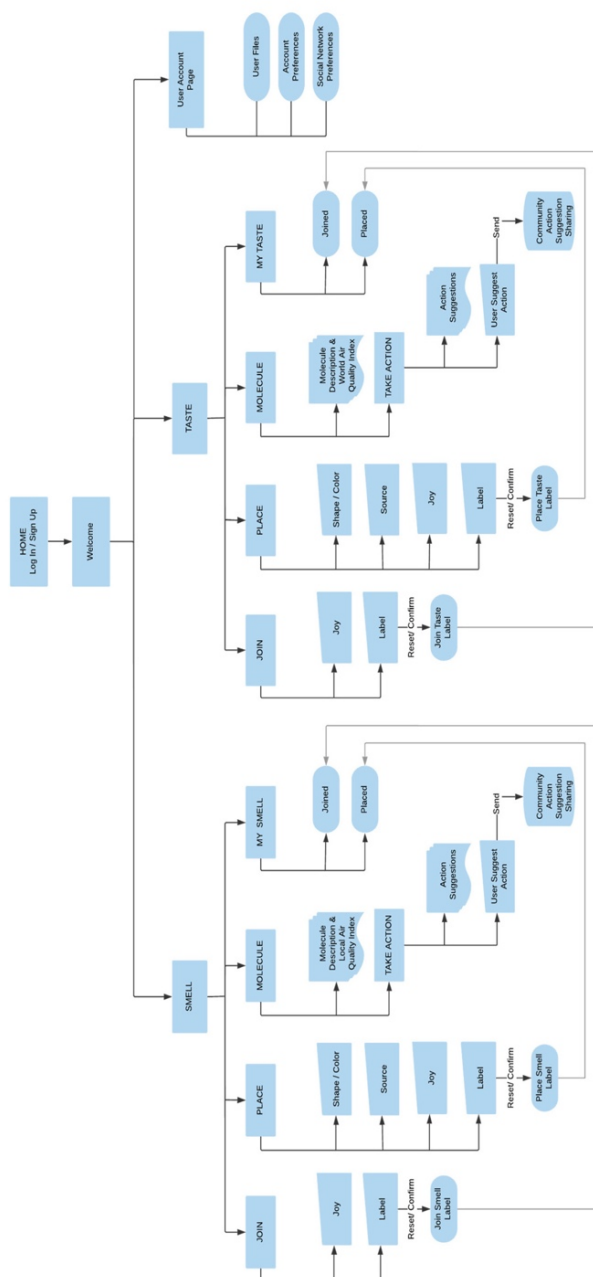 HOME
Log In / Sign Up
Welcome
SMELL
TASTE
User Account
Page
User Files
Account
Preferences
Social Network
Preferences
JOIN
PLACE
MOLECULE
MY SMELL
Joy
Label
Reset/ Confirm
Join Smell
Label
Shape / Color
Source
Joy
Label
Reset/ Confirm
Place Smell
Label
Molecule
Description &
Local Air
Quality Index
TAKE ACTION
Action
Suggestions
User Suggest
Action
Send
Community
Action
Suggestion
Sharing
Joined
Placed
JOIN
PLACE
MOLECULE
MY TASTE
Joy
Label
Reset/ Confirm
Join Taste
Label
Shape / Color
Source
Joy
Label
Reset/ Confirm
Place Taste
Label
Molecule
Description &
World Air
Quality Index
TAKE ACTION
Action
Suggestions
User Suggest
Action
Send
Community
Action
Suggestion
Sharing
Joined
Placed